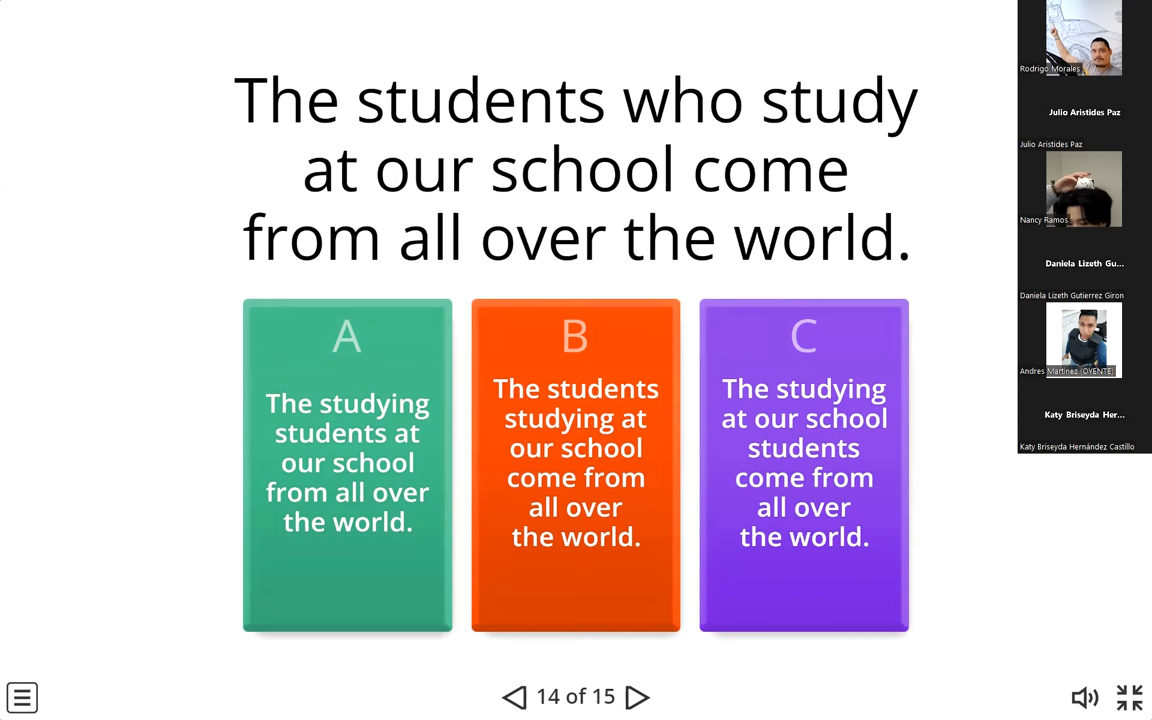 The students who study
at our school come
from all over the world.
A
The studying
students at
our school
from all over
the world.
B
The students
studying at
our school
come from
all over
the world.
C
The studying
at our school
students
come from
all over
the world.
14 of 15
Rodrigo Morales
Julio Aristides Paz
Julio Aristides Paz
Nancy Ramos
Daniela Lizeth Gu...
Daniela Lizeth Gutierrez Giron
Andres Martinez (OYENTE)
Katy Briseyda Her...
Katy Briseyda Hernández Castillo